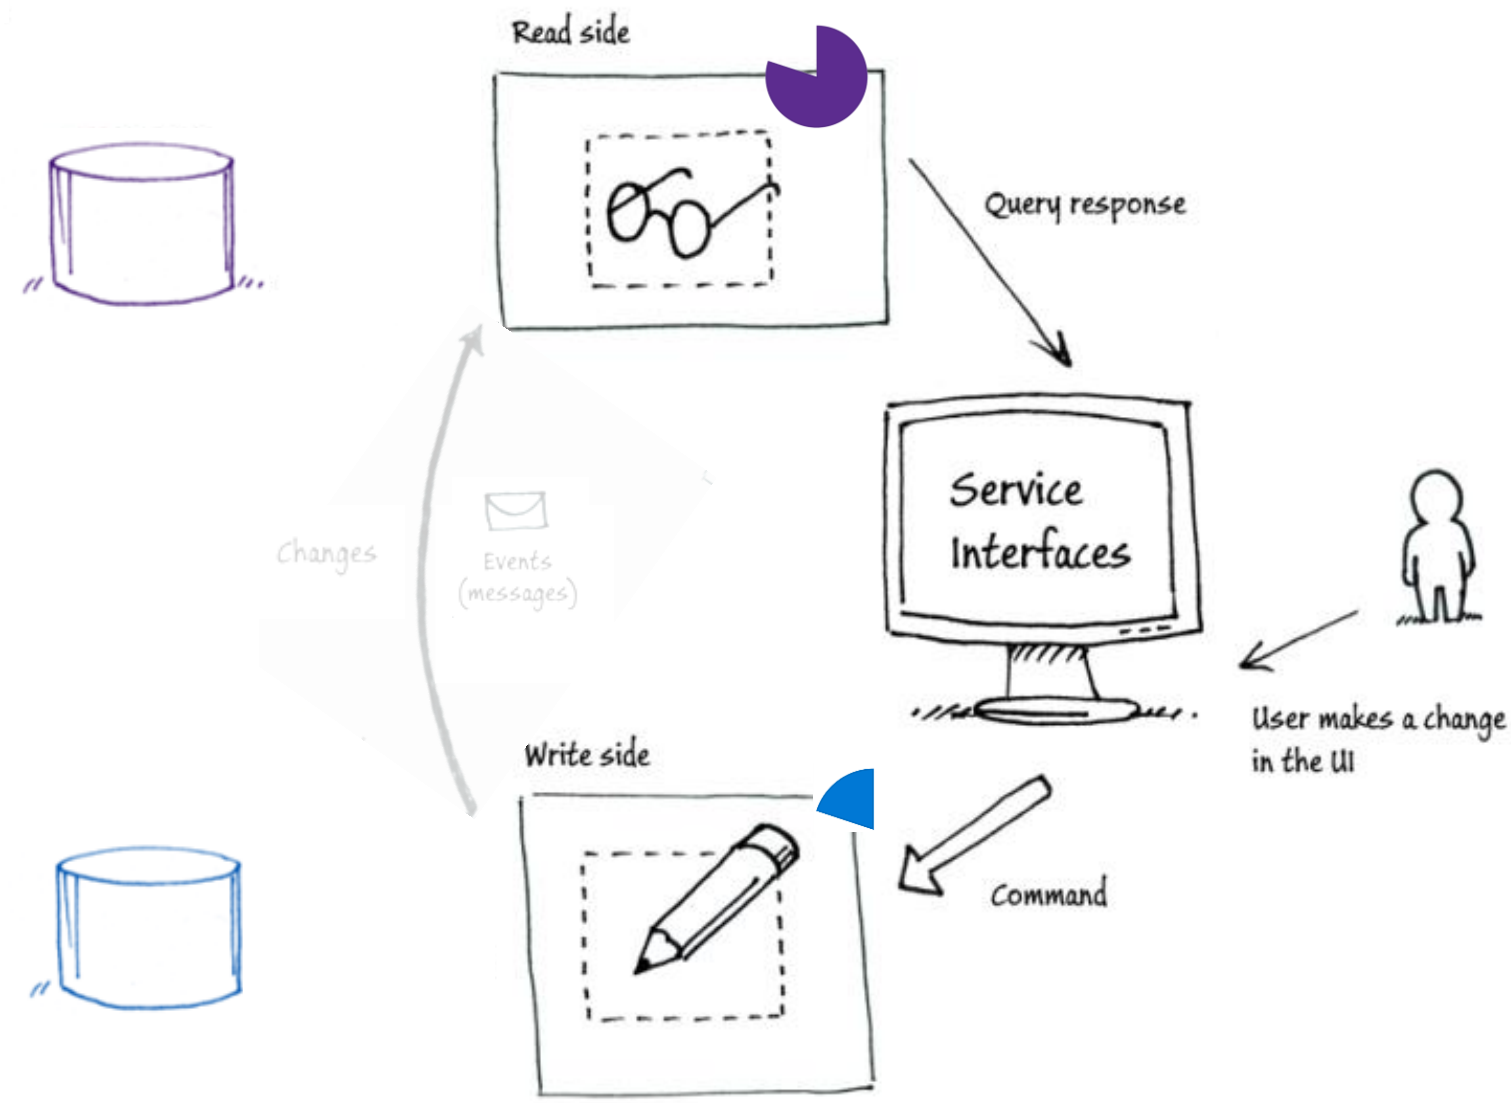 Read side
Query response
Service
Interfaces
Changes
Events
(messages)
User makes a change
in the UI
Write side
Command